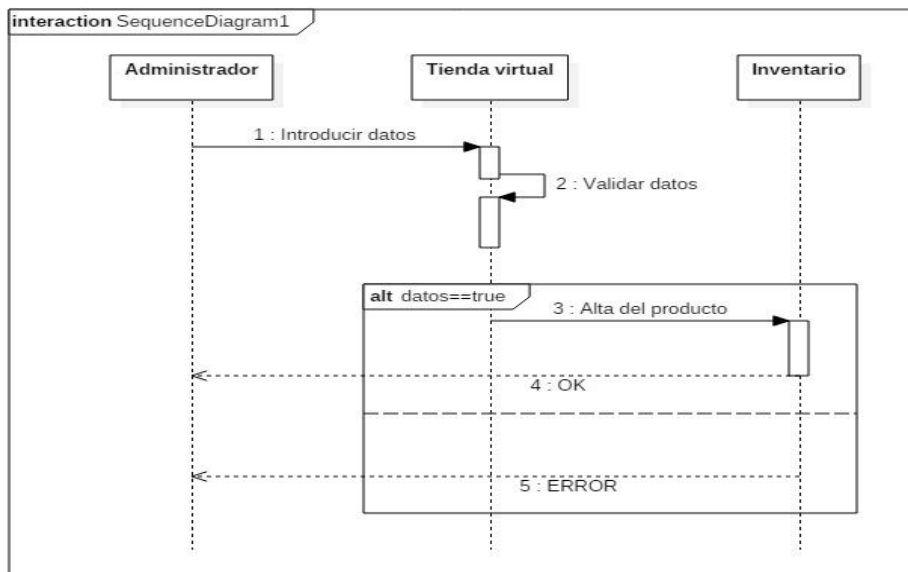 interaction SequenceDiagram1
Administrador
Tienda virtual
Inventario
1 : Introducir datos
2 : Validar datos
alt datos==true
3 : Alta del producto
4 : OK
5 : ERROR